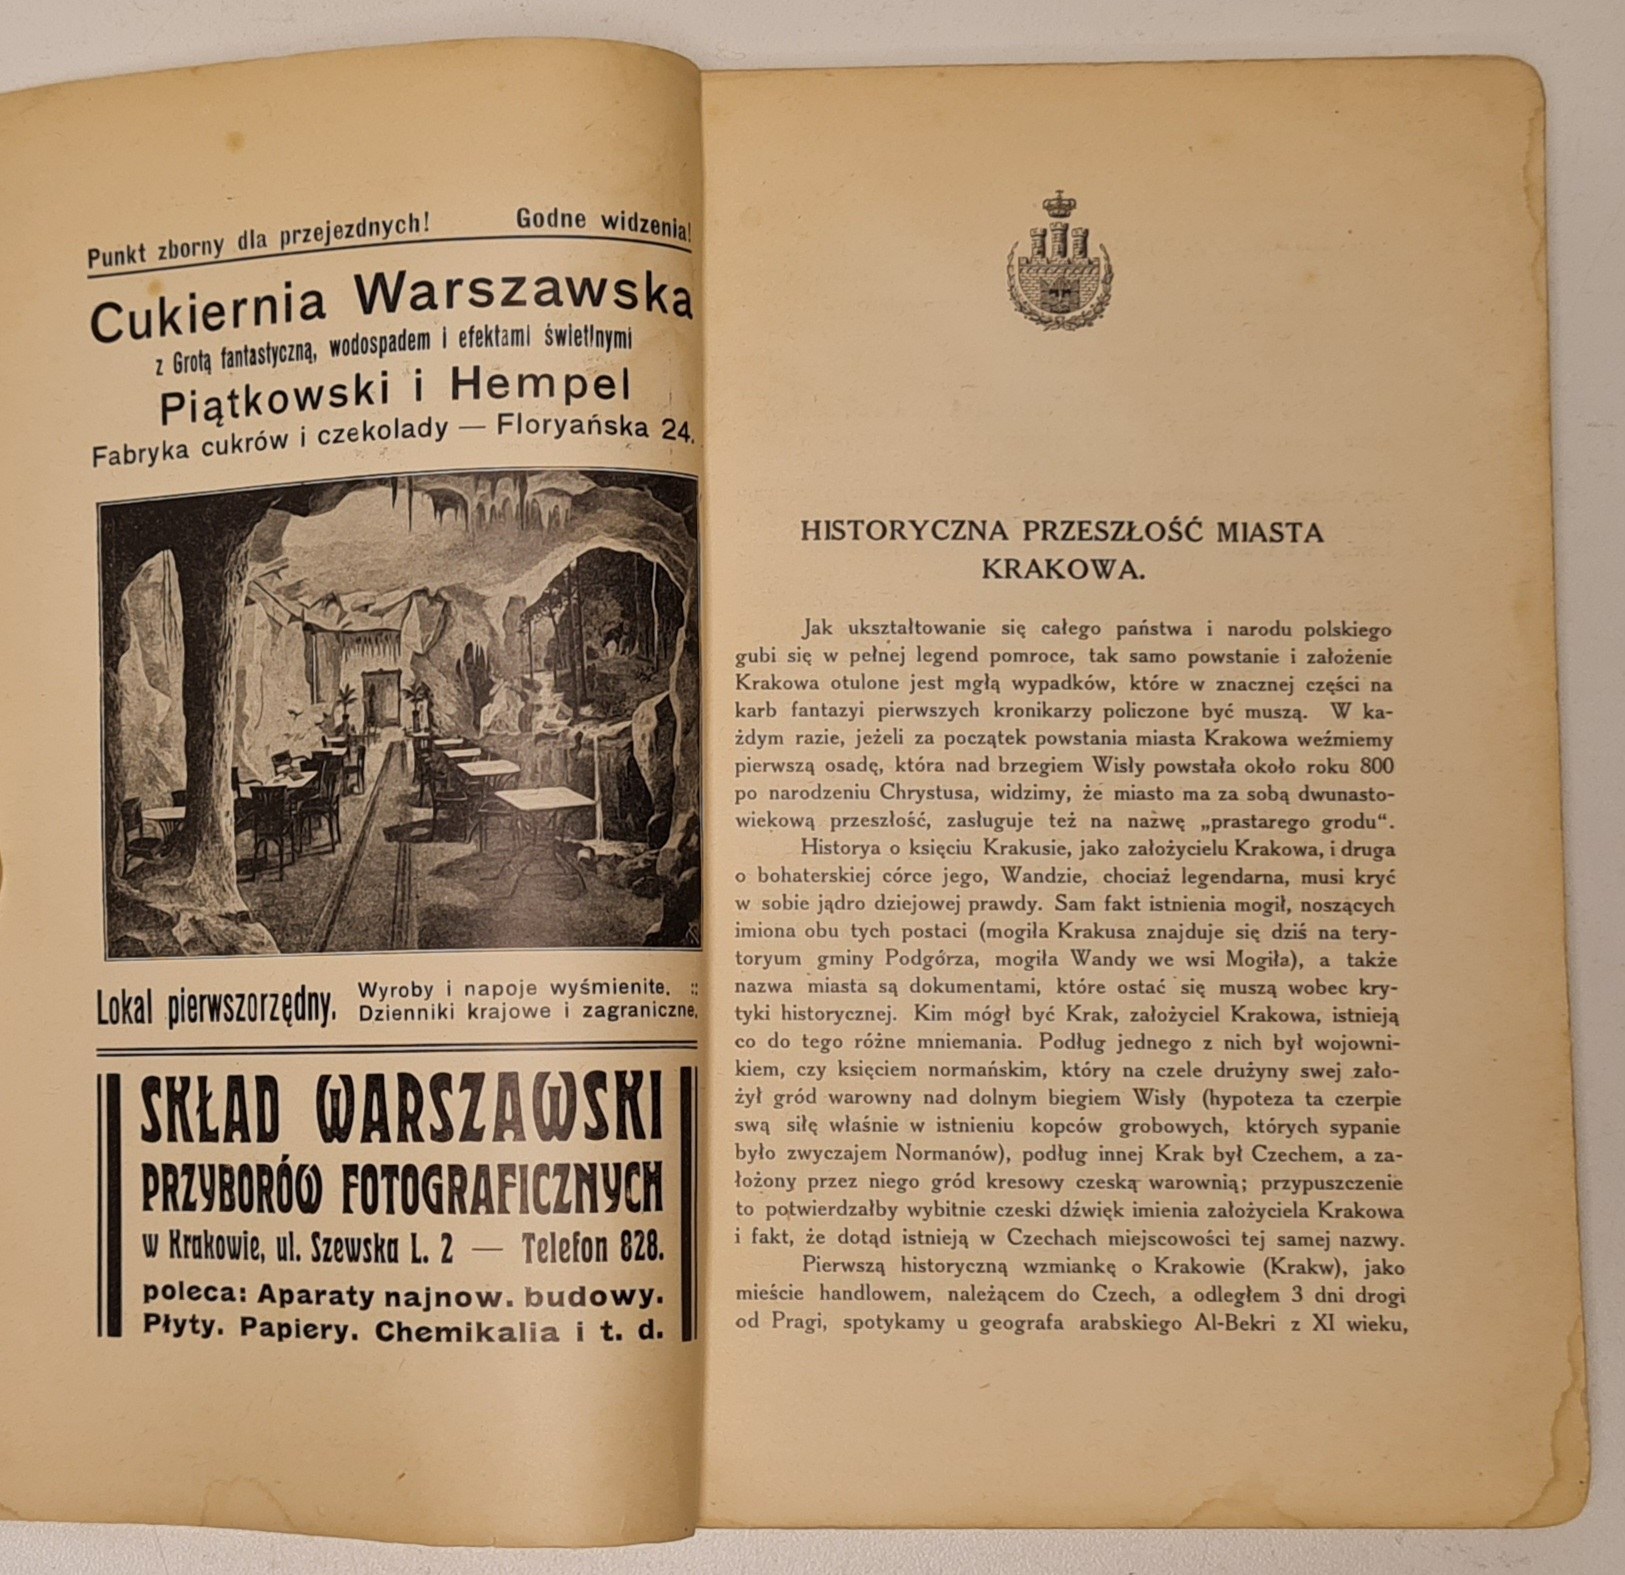 Punkt zborny dla przejezdnych! Godne widzenia!
Cukiernia Warszawska
z Grotą fantastyczną, wodospadem i efektami świetlnymi
Piątkowski i Hempel
Fabryka cukrów i czekolady — Floryańska 24.
Lokal pierwszorzędny.
Wyroby i napoje wyśmienite. ::
Dzienniki krajowe i zagraniczne.
SKŁAD WARSZAWSKI
PRZYBORÓW FOTOGRAFICZNYCH
w Krakowie, ul. Szewska L. 2 — Telefon 828.
poleca: Aparaty najnow. budowy.
Płyty. Papiery. Chemikalia i t. d.
HISTORYCZNA PRZESZŁOŚĆ MIASTA
KRAKOWA.
Jak ukształtowanie się całego państwa i narodu polskiego
gubi się w pełnej legend pomroce, tak samo powstanie i założenie
Krakowa otulone jest mgłą wypadków, które w znacznej części na
karb fantazyi pierwszych kronikarzy policzone być muszą. W ka-
żdym razie, jeżeli za początek powstania miasta Krakowa weźmiemy
pierwszą osadę, która nad brzegiem Wisły powstała około roku 800
po narodzeniu Chrystusa, widzimy, że miasto ma za sobą dwunasto-
wiekową przeszłość, zasługuje też na nazwę „prastarego grodu“.
Historya o księciu Krakusie, jako założycielu Krakowa, i druga
o bohaterskiej córce jego, Wandzie, chociaż legendarna, musi kryć
w sobie jądro dziejowej prawdy. Sam fakt istnienia mogił, noszących
imiona obu tych postaci (mogiła Krakusa znajduje się dziś na tery-
toryum gminy Podgórza, mogiła Wandy we wsi Mogiła), a także
nazwa miasta są dokumentami, które ostać się muszą wobec kry-
tyki historycznej. Kim mógł być Krak, założyciel Krakowa, istnieją
co do tego różne mniemania. Podług jednego z nich był wojowni-
kiem, czy księciem normańskim, który na czele drużyny swej zało-
żył gród warowny nad dolnym biegiem Wisły (hypoteza ta czerpie
swą siłę właśnie w istnieniu kopców grobowych, których sypanie
było zwyczajem Normanów), podług innej Krak był Czechem, a za-
łożony przez niego gród kresowy czeską warownią; przypuszczenie
to potwierdzałby wybitnie czeski dźwięk imienia założyciela Krakowa
i fakt, że dotąd istnieją w Czechach miejscowości tej samej nazwy.
Pierwszą historyczną wzmiankę o Krakowie (Krakw), jako
mieście handlowem, należącem do Czech, a odległem 3 dni drogi
od Pragi, spotykamy u geografa arabskiego Al-Bekri z XI wieku,